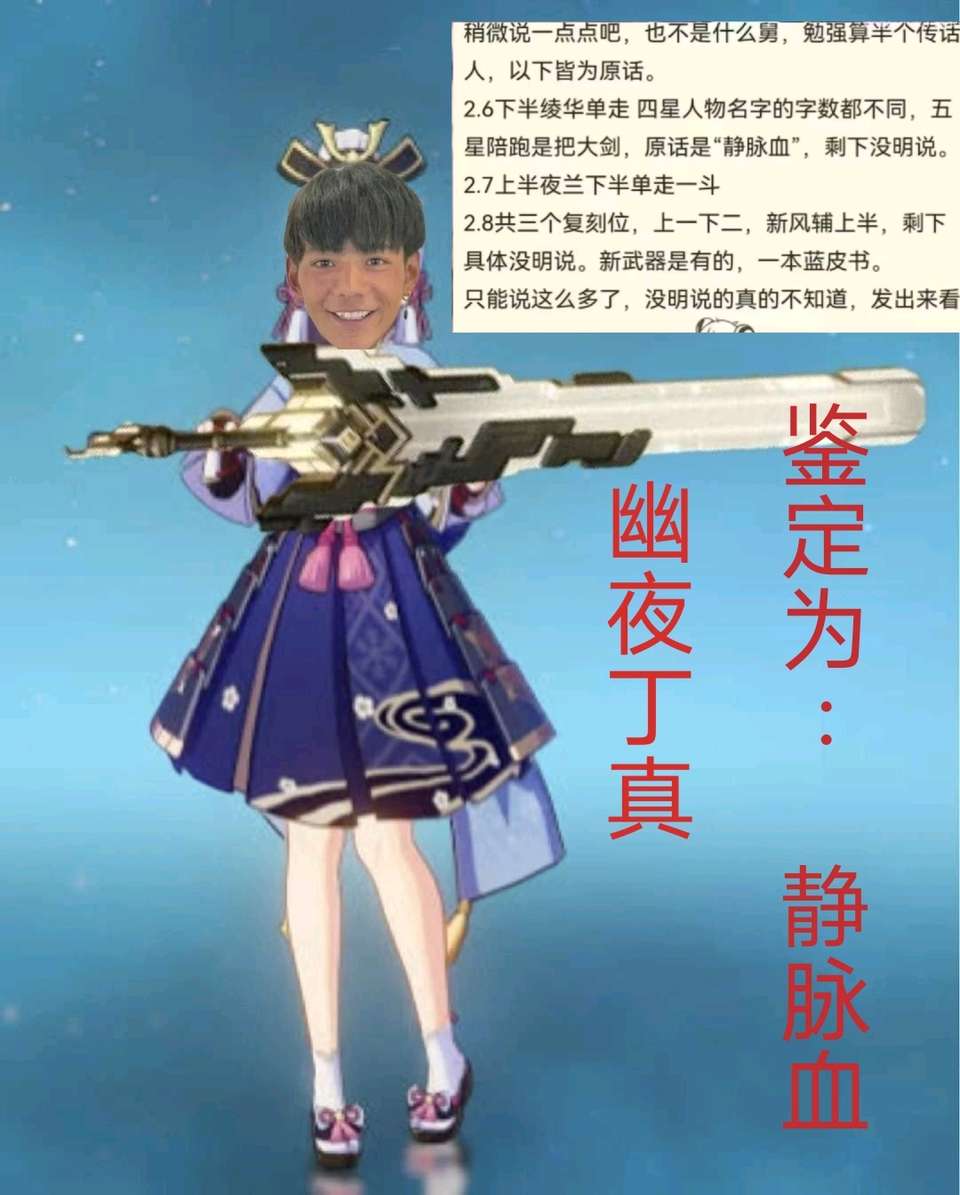 稍微说一点点吧，也不是什么舅，勉强算半个传话
人，以下皆为原话。
2.6下半绫华单走 四星人物名字的字数都不同，五
星陪跑是把大剑，原话是“静脉血”，剩下没明说。
2.7上半夜兰下半单走一斗
2.8共三个复刻位，上一下二，新风辅上半，剩下
具体没明说。新武器是有的，一本蓝皮书。
只能说这么多了，没明说的真的不知道，发出来看
鉴定为：静脉血
幽夜丁真